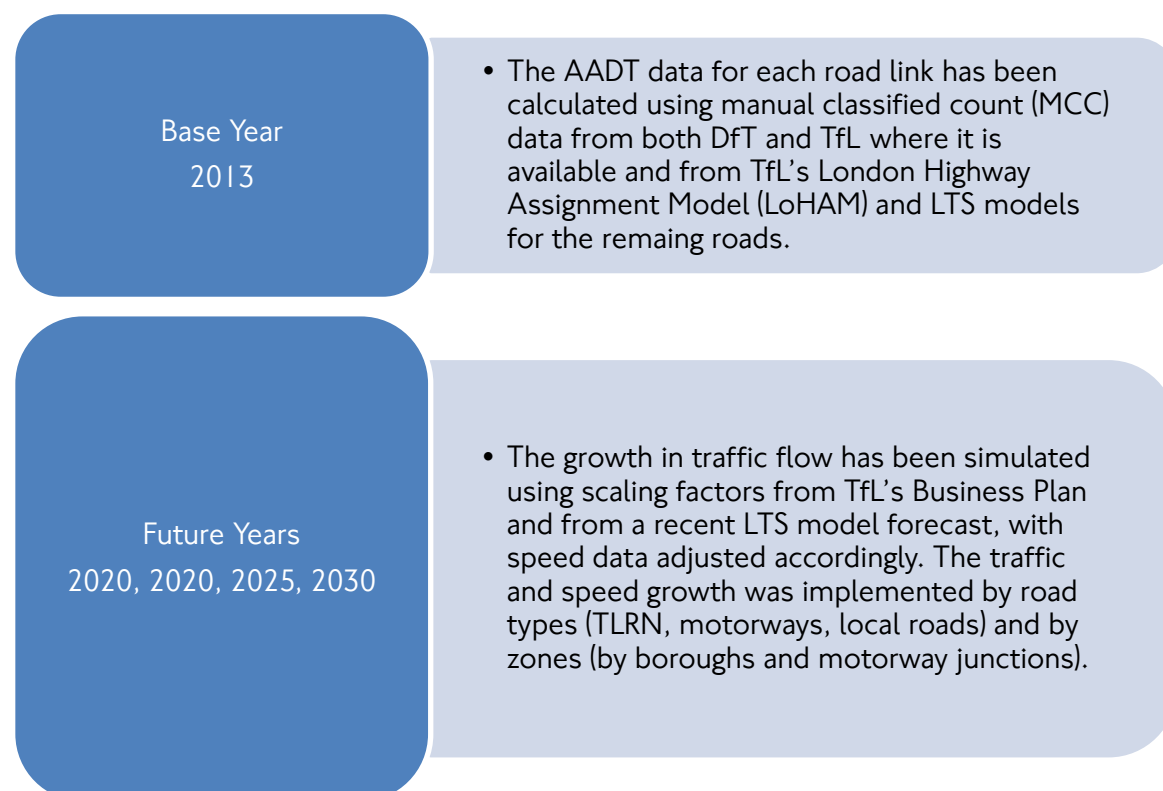 Base Year
2013
• The AADT data for each road link has been
calculated using manual classified count (MCC)
data from both DfT and TfL where it is
available and from TfL’s London Highway
Assignment Model (LoHAM) and LTS models
for the remaing roads.
Future Years
2020, 2020, 2025, 2030
• The growth in traffic flow has been simulated
using scaling factors from TfL’s Business Plan
and from a recent LTS model forecast, with
speed data adjusted accordingly. The traffic
and speed growth was implemented by road
types (TLRN, motorways, local roads) and by
zones (by boroughs and motorway junctions).